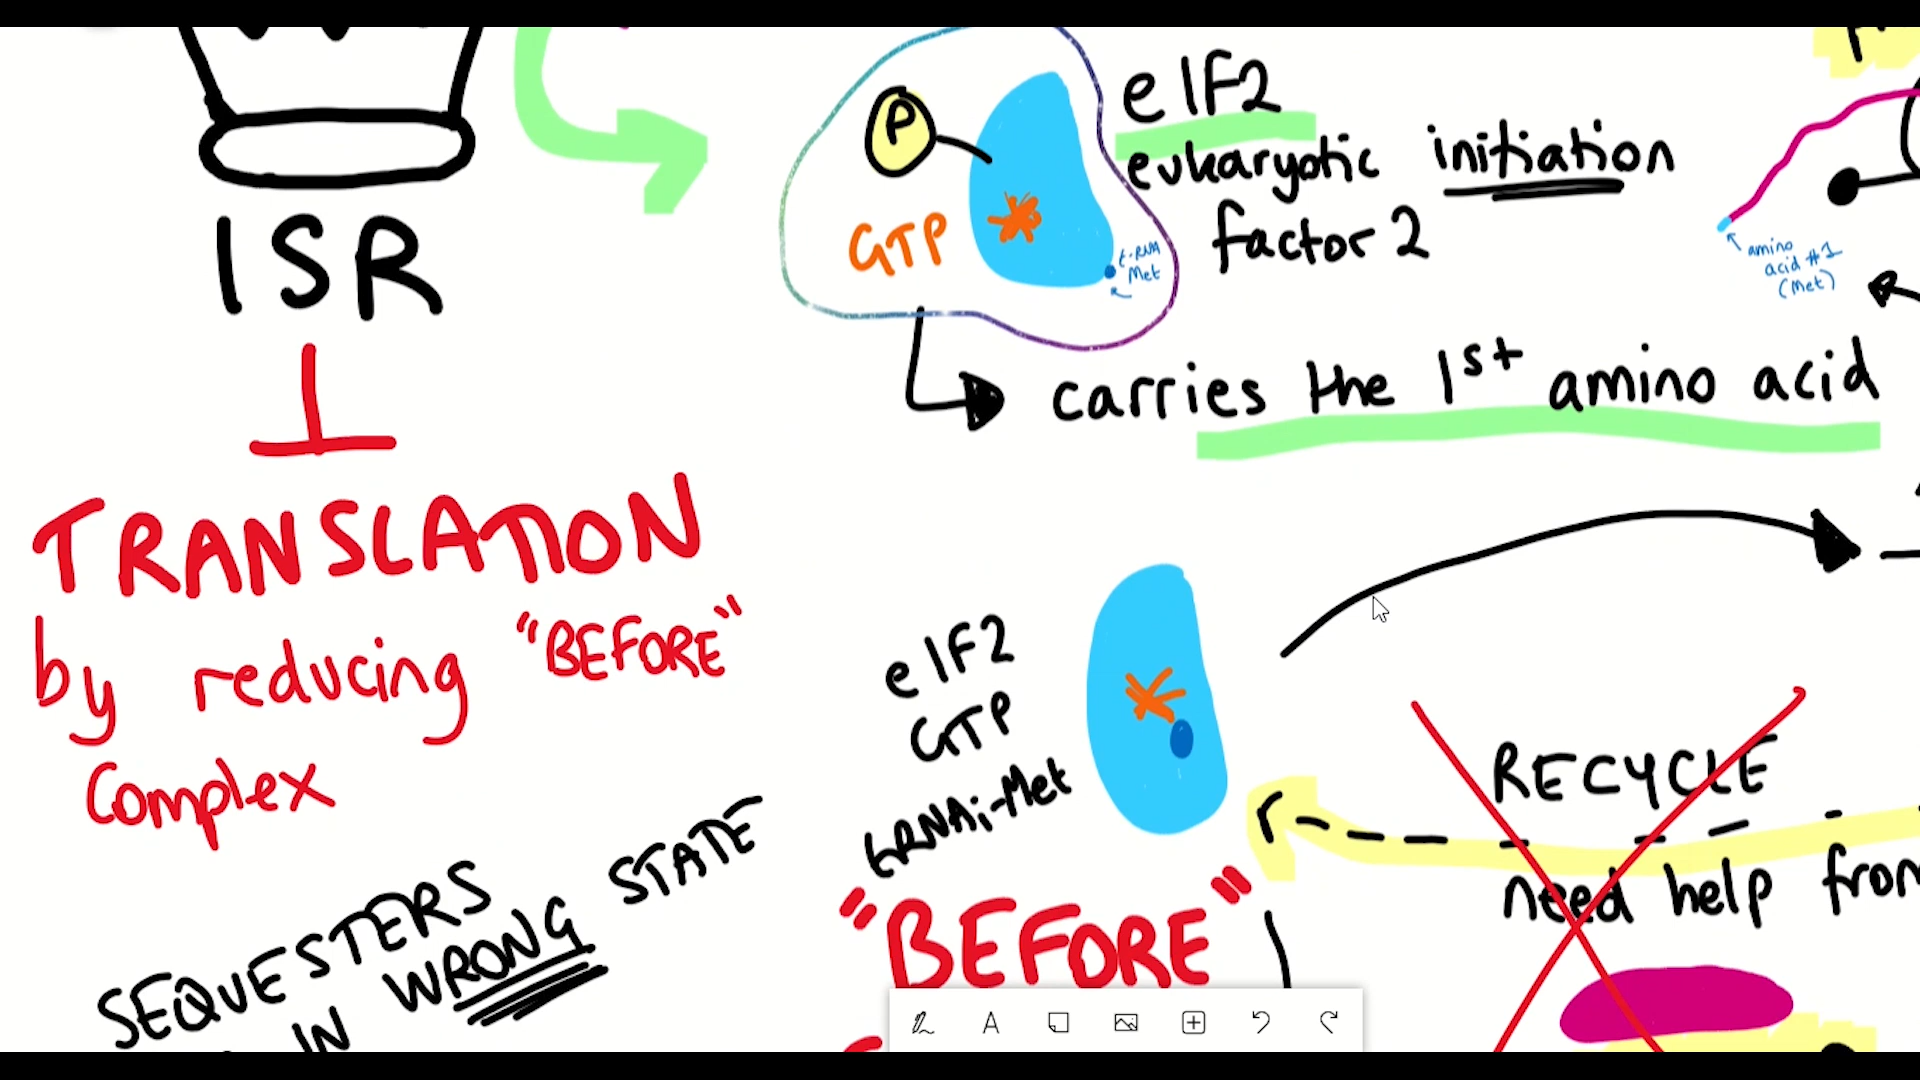 ISR
TRANSLATION
by reducing "BEFORE"
complex
SEQUESTERS
IN WRONG STATE
P
GTP
t-RNA
Met
eIF2
eukaryotic initiation
factor 2
amino
acid #1
(Met)
carries the 1st amino acid
eIF2
GTP
tRNAi-Met
"BEFORE"
RECYCLE
need help from
A